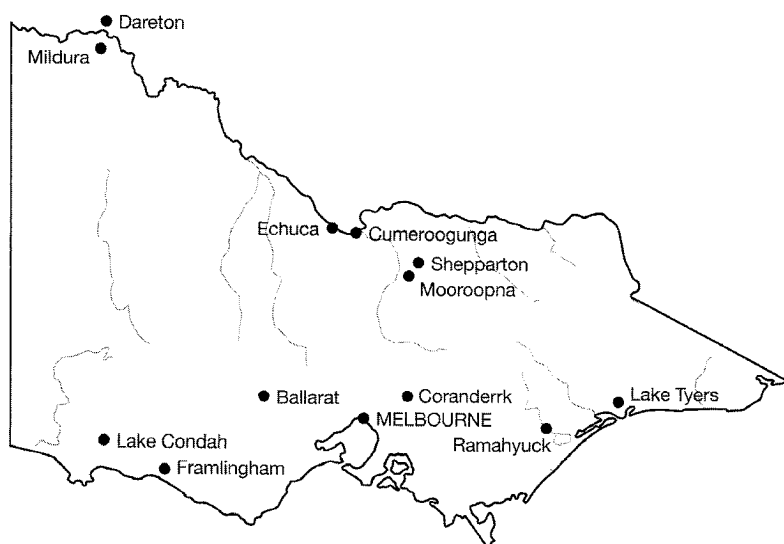 Dareton
Mildura
Echuca
Cumeroogunga
Shepparton
Mooroopna
Ballarat
Coranderrk
Lake Tyers
MELBOURNE
Lake Condah
Ramahyuck
Framlingham